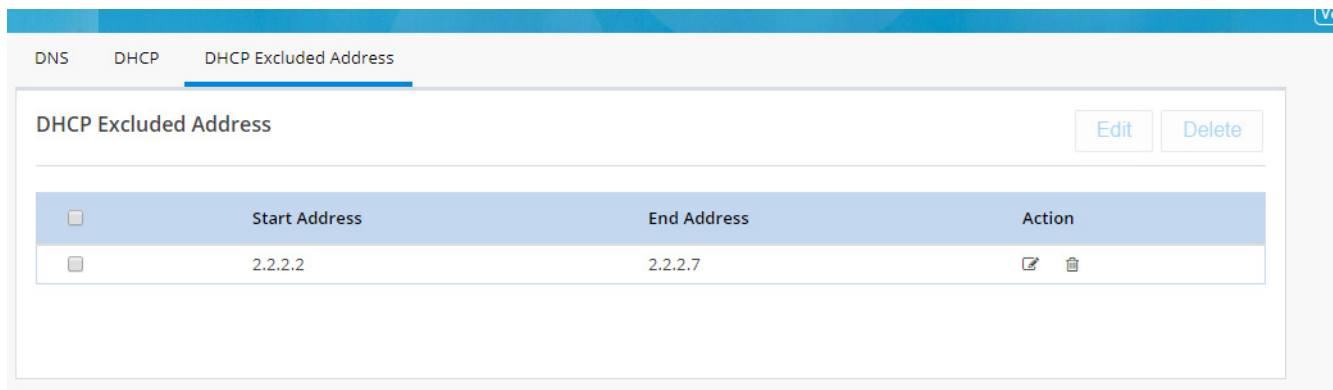 DNS DHCP DHCP Excluded Address
DHCP Excluded Address Edit Delete
Start Address End Address Action
2.2.2.2 2.2.2.7